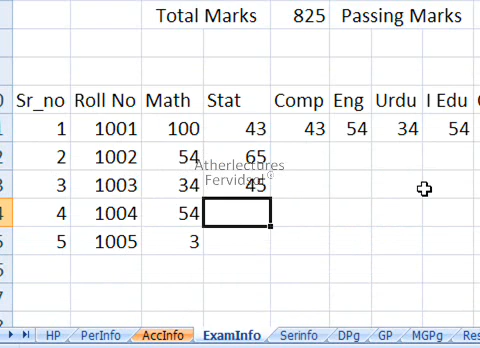 Total Marks 825 Passing Marks
Sr_no Roll No Math Stat Comp Eng Urdu I Edu
1 1001 100 43 43 54 34 54
2 1002 54 65
Atherlectures
Fervidsol©
3 1003 34 45
4 1004 54
5 1005 3
HP PerInfo AccInfo ExamInfo Serinfo DPg GP MGPg Res